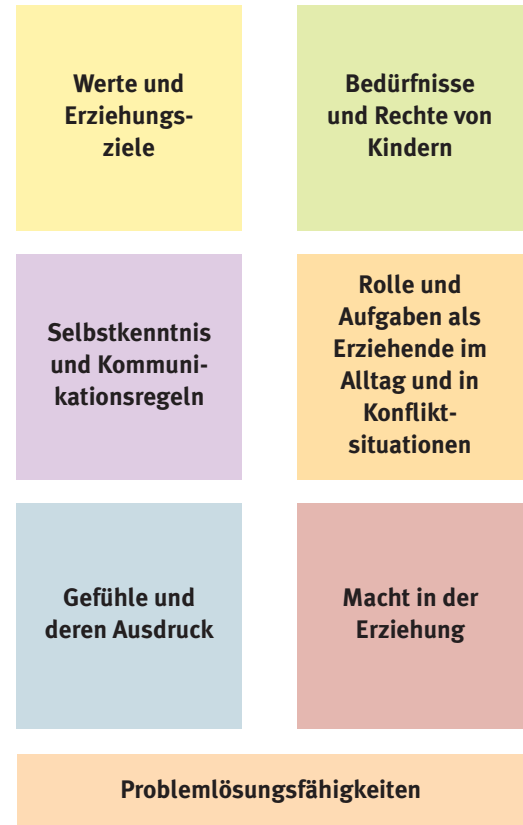 Werte und
Erziehungs-
ziele
Bedürfnisse
und Rechte von
Kindern
Selbstkenntnis
und Kommuni-
kationsregeln
Rolle und
Aufgaben als
Erziehende im
Alltag und in
Konflikt-
situationen
Gefühle und
deren Ausdruck
Macht in der
Erziehung
Problemlösungsfähigkeiten